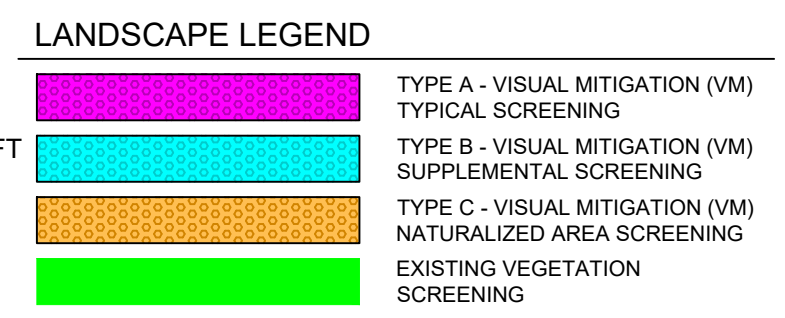 LANDSCAPE LEGEND
TYPE A - VISUAL MITIGATION (VM)
TYPICAL SCREENING
FT
TYPE B - VISUAL MITIGATION (VM)
SUPPLEMENTAL SCREENING
TYPE C - VISUAL MITIGATION (VM)
NATURALIZED AREA SCREENING
EXISTING VEGETATION
SCREENING